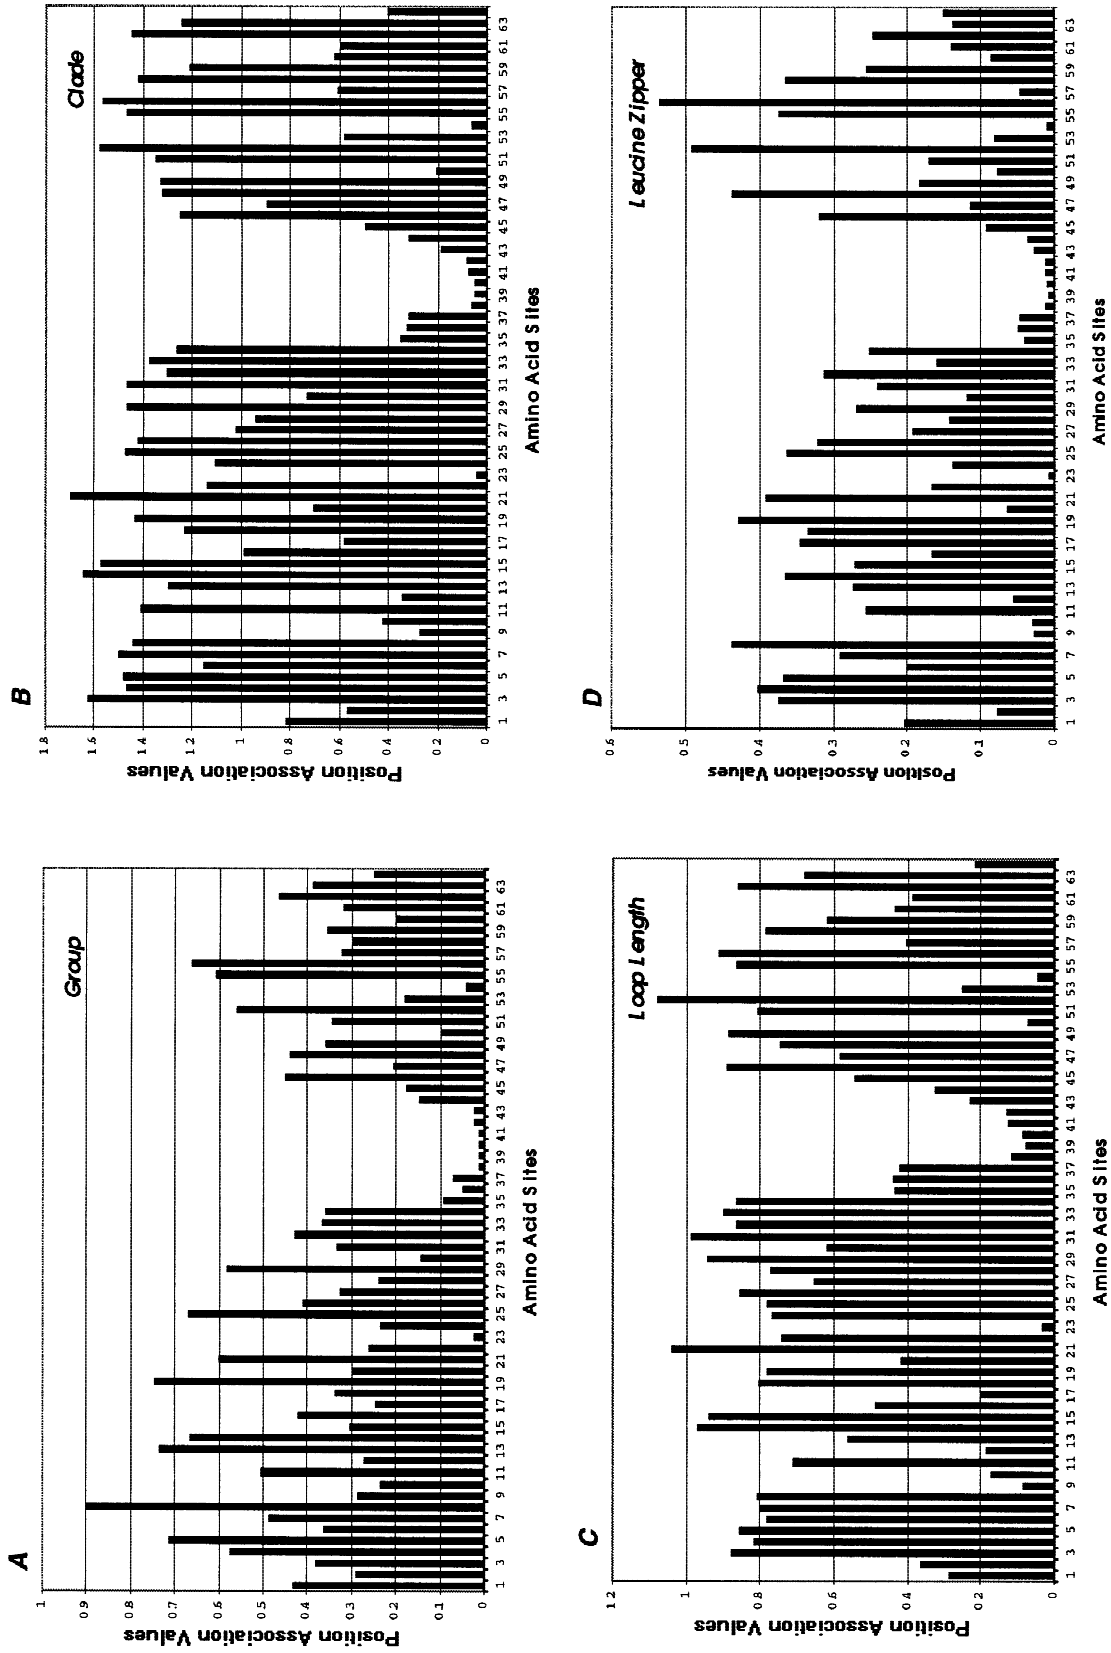 A
Group
Position Association Values
1
0.9
0.8
0.7
0.6
0.5
0.4
0.3
0.2
0.1
0
1 3 5 7 9 11 13 15 17 19 21 23 25 27 29 31 33 35 37 39 41 43 45 47 49 51 53 55 57 59 61 63
Amino Acid Sites
B
Clade
Position Association Values
1.8
1.6
1.4
1.2
1
0.8
0.6
0.4
0.2
0
1 3 5 7 9 11 13 15 17 19 21 23 25 27 29 31 33 35 37 39 41 43 45 47 49 51 53 55 57 59 61 63
Amino Acid Sites
C
Loop Length
Position Association Values
1.2
1
0.8
0.6
0.4
0.2
0
1 3 5 7 9 11 13 15 17 19 21 23 25 27 29 31 33 35 37 39 41 43 45 47 49 51 53 55 57 59 61 63
Amino Acid Sites
D
Leucine Zipper
Position Association Values
0.6
0.5
0.4
0.3
0.2
0.1
0
1 3 5 7 9 11 13 15 17 19 21 23 25 27 29 31 33 35 37 39 41 43 45 47 49 51 53 55 57 59 61 63
Amino Acid Sites